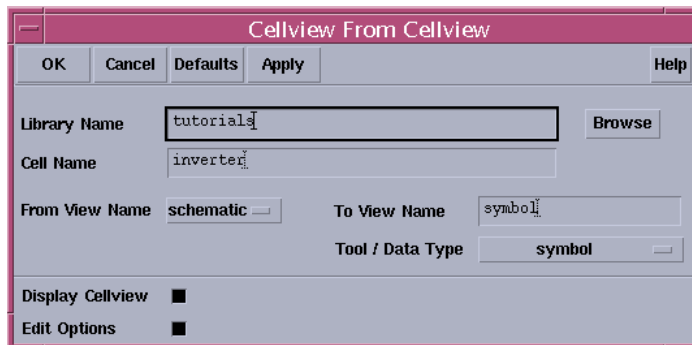 Cellview From Cellview
OK Cancel Defaults Apply Help
Library Name tutorials Browse
Cell Name inverter
From View Name schematic To View Name symbol
Tool / Data Type symbol
Display Cellview
Edit Options